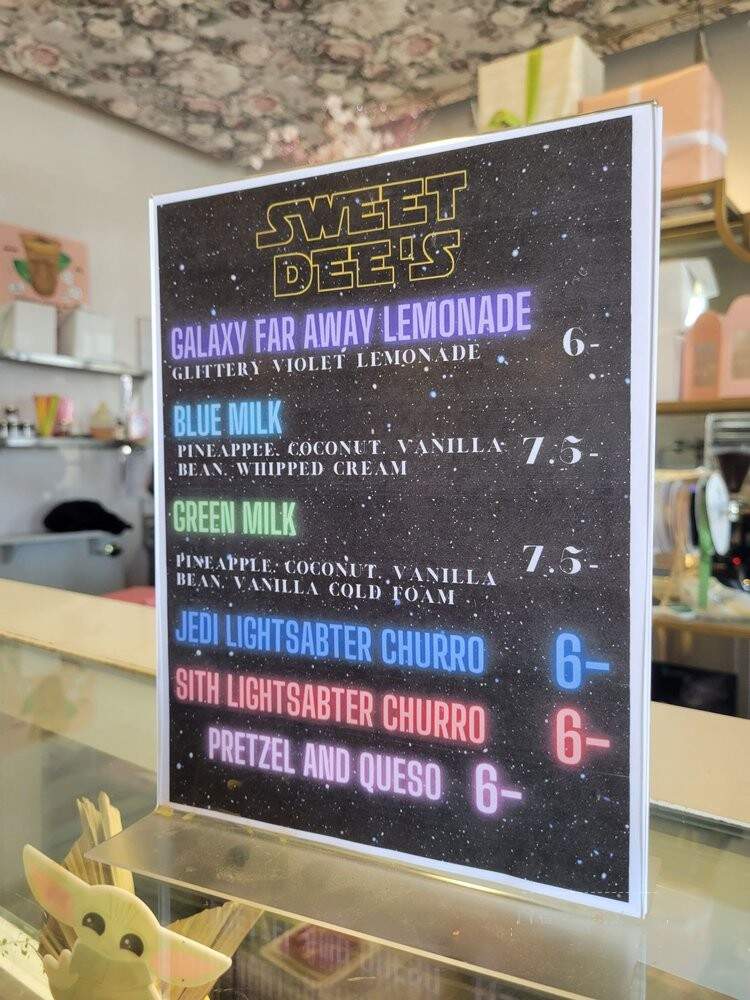 SWEET
DEE'S
GALAXY FAR AWAY LEMONADE 6-
GLITTERY VIOLET LEMONADE
BLUE MILK
PINEAPPLE, COCONUT, VANILLA 7.5-
BEAN, WHIPPED CREAM
GREEN MILK
PINEAPPLE, COCONUT, VANILLA 7.5-
BEAN, VANILLA COLD FOAM
JEDI LIGHTSABTER CHURRO 6-
SITH LIGHTSABTER CHURRO 6-
PRETZEL AND QUESO 6-